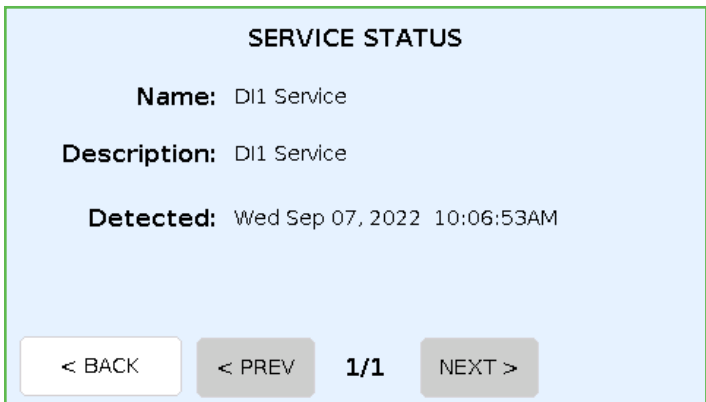 SERVICE STATUS
Name: DI1 Service
Description: DI1 Service
Detected: Wed Sep 07, 2022 10:06:53AM
< BACK < PREV 1/1 NEXT >